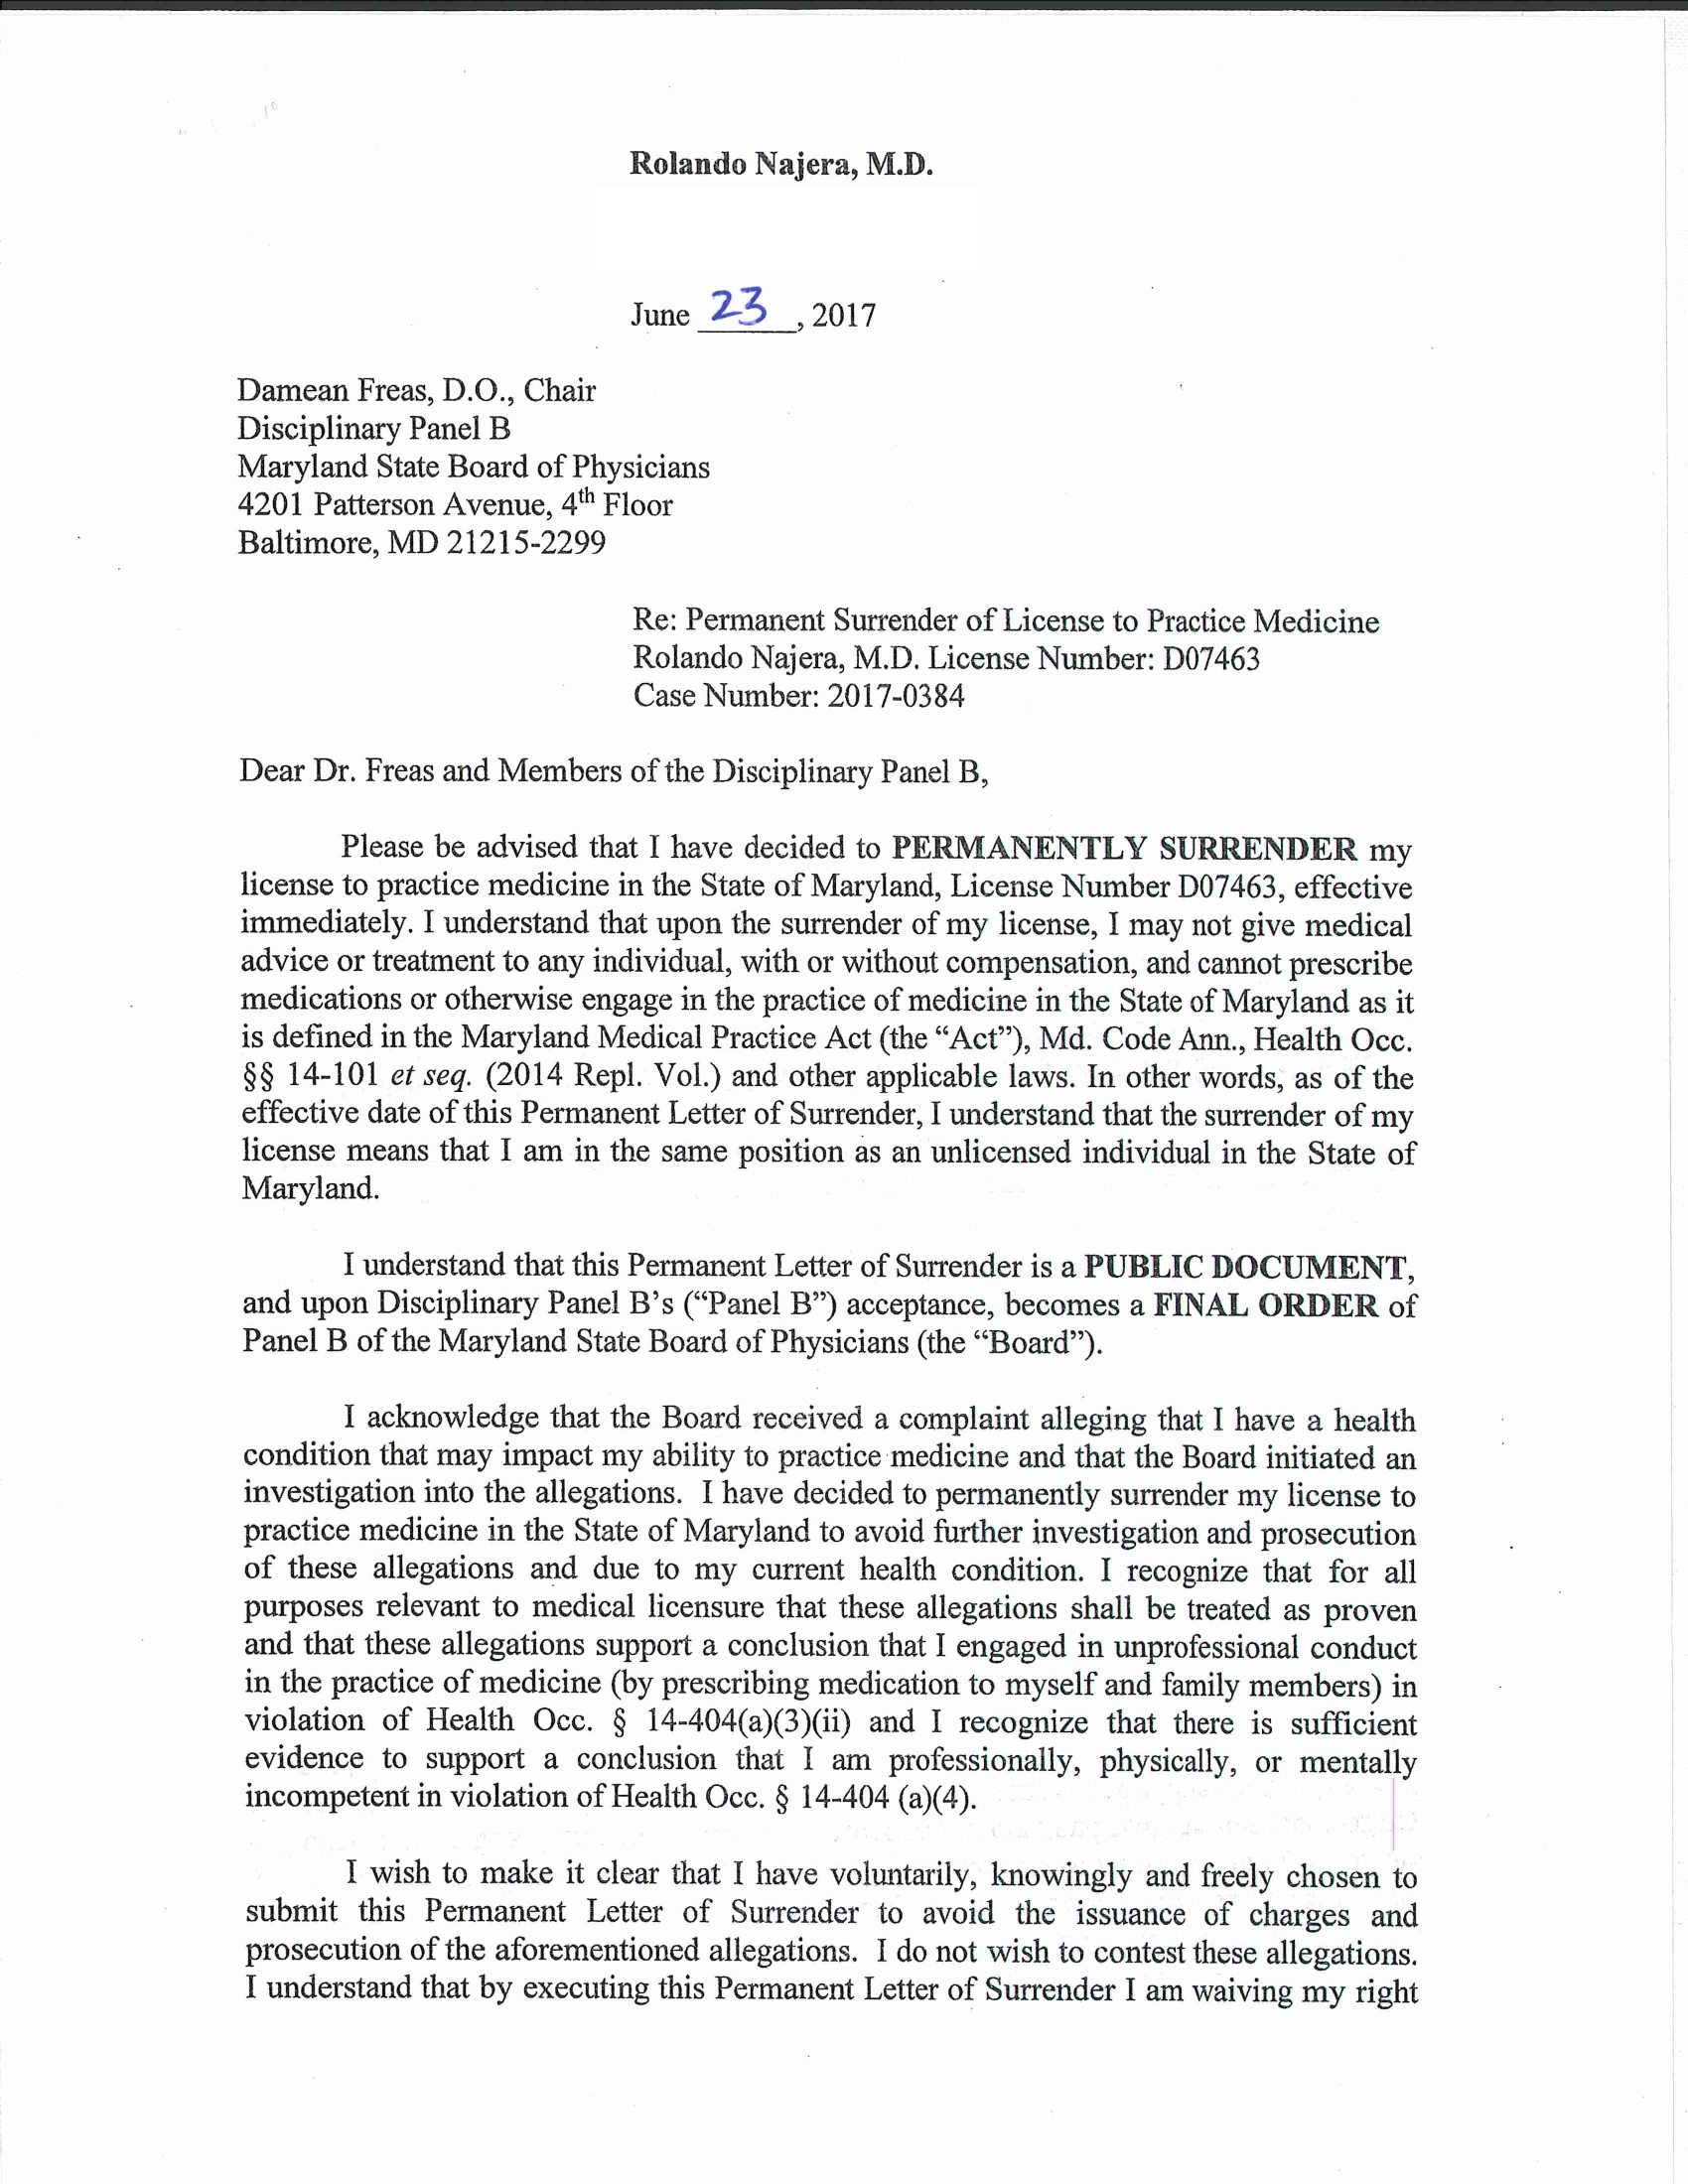 Rolando Najera, M.D.
June 23, 2017
Damean Freas, D.O., Chair
Disciplinary Panel B
Maryland State Board of Physicians
4201 Patterson Avenue, 4th Floor
Baltimore, MD 21215-2299
Re: Permanent Surrender of License to Practice Medicine
Rolando Najera, M.D. License Number: D07463
Case Number: 2017-0384
Dear Dr. Freas and Members of the Disciplinary Panel B,
Please be advised that I have decided to PERMANENTLY SURRENDER my
license to practice medicine in the State of Maryland, License Number D07463, effective
immediately. I understand that upon the surrender of my license, I may not give medical
advice or treatment to any individual, with or without compensation, and cannot prescribe
medications or otherwise engage in the practice of medicine in the State of Maryland as it
is defined in the Maryland Medical Practice Act (the “Act”), Md. Code Ann., Health Occ.
§§ 14-101 et seq. (2014 Repl. Vol.) and other applicable laws. In other words, as of the
effective date of this Permanent Letter of Surrender, I understand that the surrender of my
license means that I am in the same position as an unlicensed individual in the State of
Maryland.
I understand that this Permanent Letter of Surrender is a PUBLIC DOCUMENT,
and upon Disciplinary Panel B’s (“Panel B”) acceptance, becomes a FINAL ORDER of
Panel B of the Maryland State Board of Physicians (the “Board”).
I acknowledge that the Board received a complaint alleging that I have a health
condition that may impact my ability to practice medicine and that the Board initiated an
investigation into the allegations. I have decided to permanently surrender my license to
practice medicine in the State of Maryland to avoid further investigation and prosecution
of these allegations and due to my current health condition. I recognize that for all
purposes relevant to medical licensure that these allegations shall be treated as proven
and that these allegations support a conclusion that I engaged in unprofessional conduct
in the practice of medicine (by prescribing medication to myself and family members) in
violation of Health Occ. § 14-404(a)(3)(ii) and I recognize that there is sufficient
evidence to support a conclusion that I am professionally, physically, or mentally
incompetent in violation of Health Occ. § 14-404 (a)(4).
I wish to make it clear that I have voluntarily, knowingly and freely chosen to
submit this Permanent Letter of Surrender to avoid the issuance of charges and
prosecution of the aforementioned allegations. I do not wish to contest these allegations.
I understand that by executing this Permanent Letter of Surrender I am waiving my right